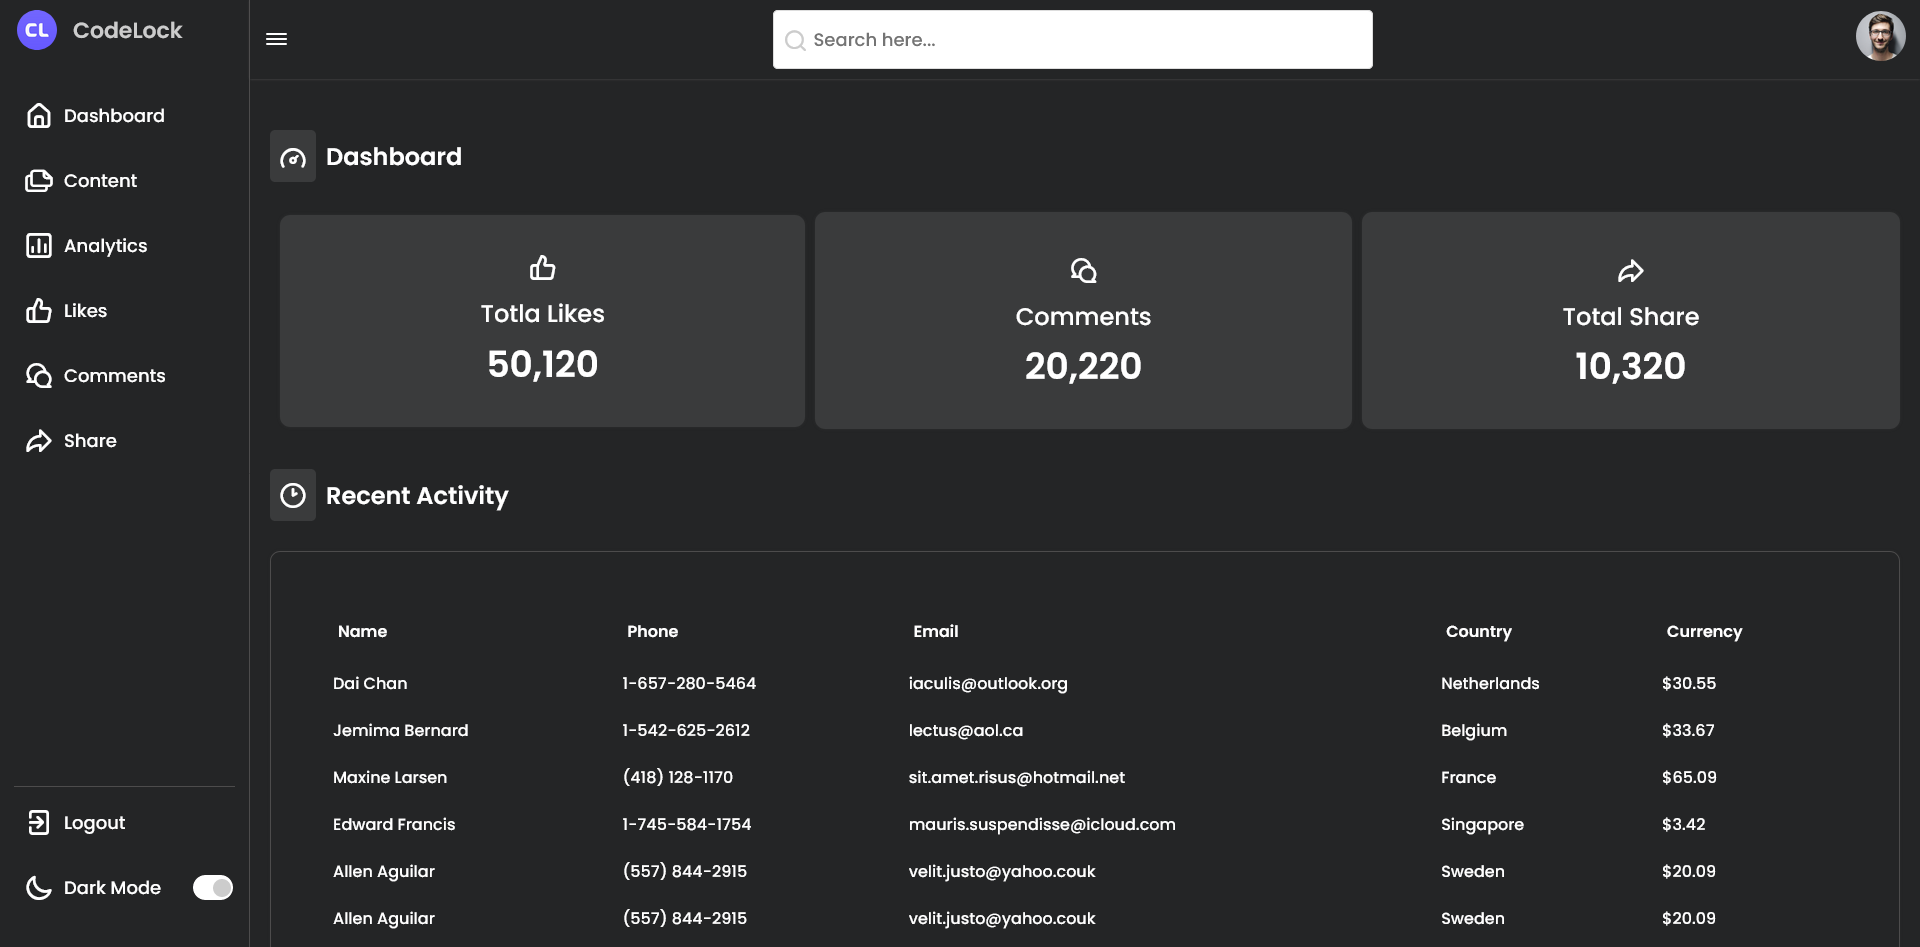 CL CodeLock
Search here...
Dashboard
Content
Analytics
Likes
Comments
Share
Logout
Dark Mode
Dashboard
Totla Likes
50,120
Comments
20,220
Total Share
10,320
Recent Activity
Name Phone Email Country Currency
Dai Chan 1-657-280-5464 iaculis@outlook.org Netherlands $30.55
Jemima Bernard 1-542-625-2612 lectus@aol.ca Belgium $33.67
Maxine Larsen (418) 128-1170 sit.amet.risus@hotmail.net France $65.09
Edward Francis 1-745-584-1754 mauris.suspendisse@icloud.com Singapore $3.42
Allen Aguilar (557) 844-2915 velit.justo@yahoo.couk Sweden $20.09
Allen Aguilar (557) 844-2915 velit.justo@yahoo.couk Sweden $20.09